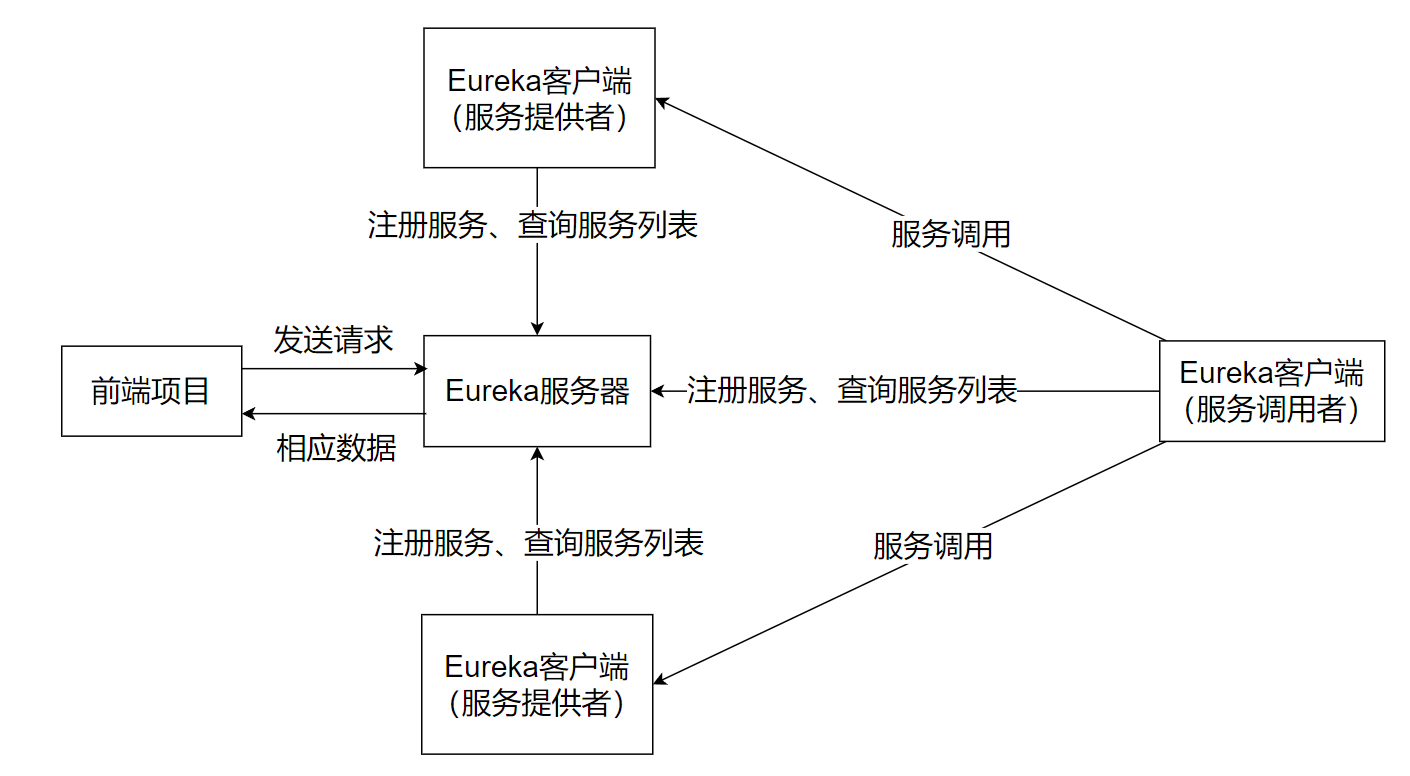 Eureka客户端
（服务提供者）
注册服务、查询服务列表
服务调用
发送请求
前端项目
Eureka服务器
注册服务、查询服务列表
Eureka客户端
（服务调用者）
相应数据
注册服务、查询服务列表
服务调用
Eureka客户端
（服务提供者）